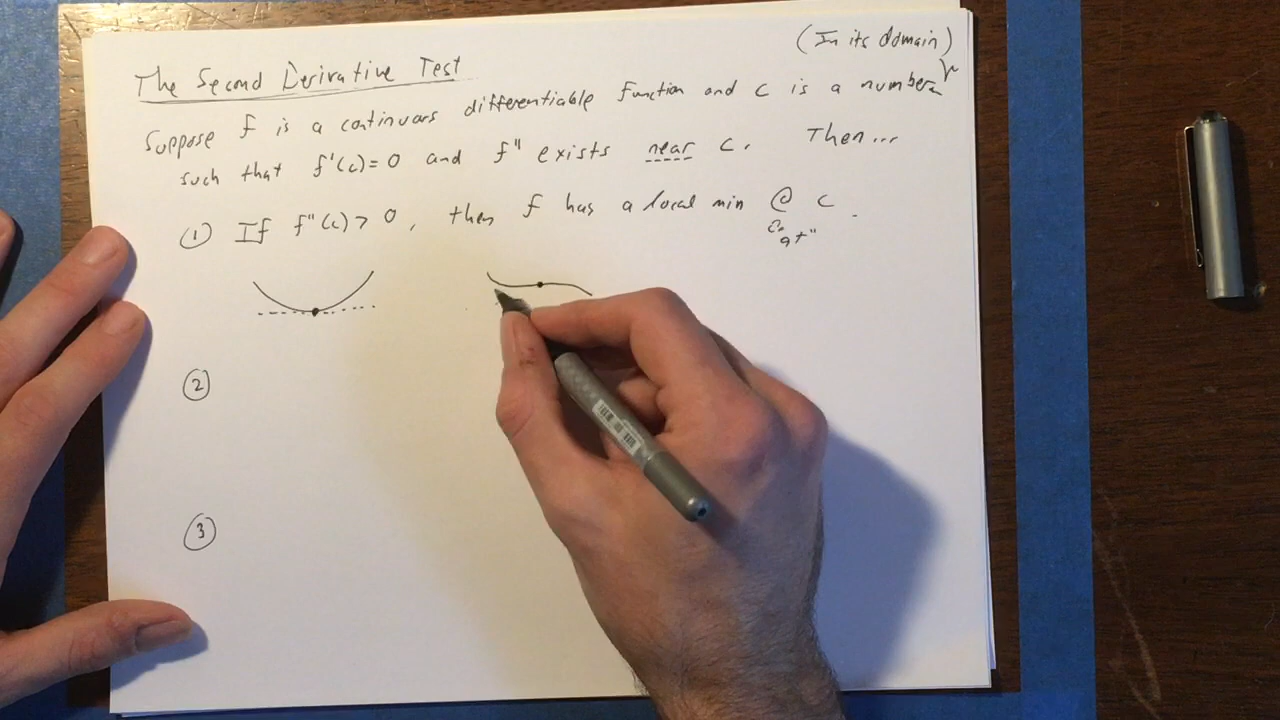 (In its domain)
The Second Derivative Test
Suppose f is a continuous differentiable function and c is a number
such that f'(c)=0 and f" exists near c. Then...
(1) If f"(c) > 0, then f has a local min @ c.
"at"
(2)
(3)